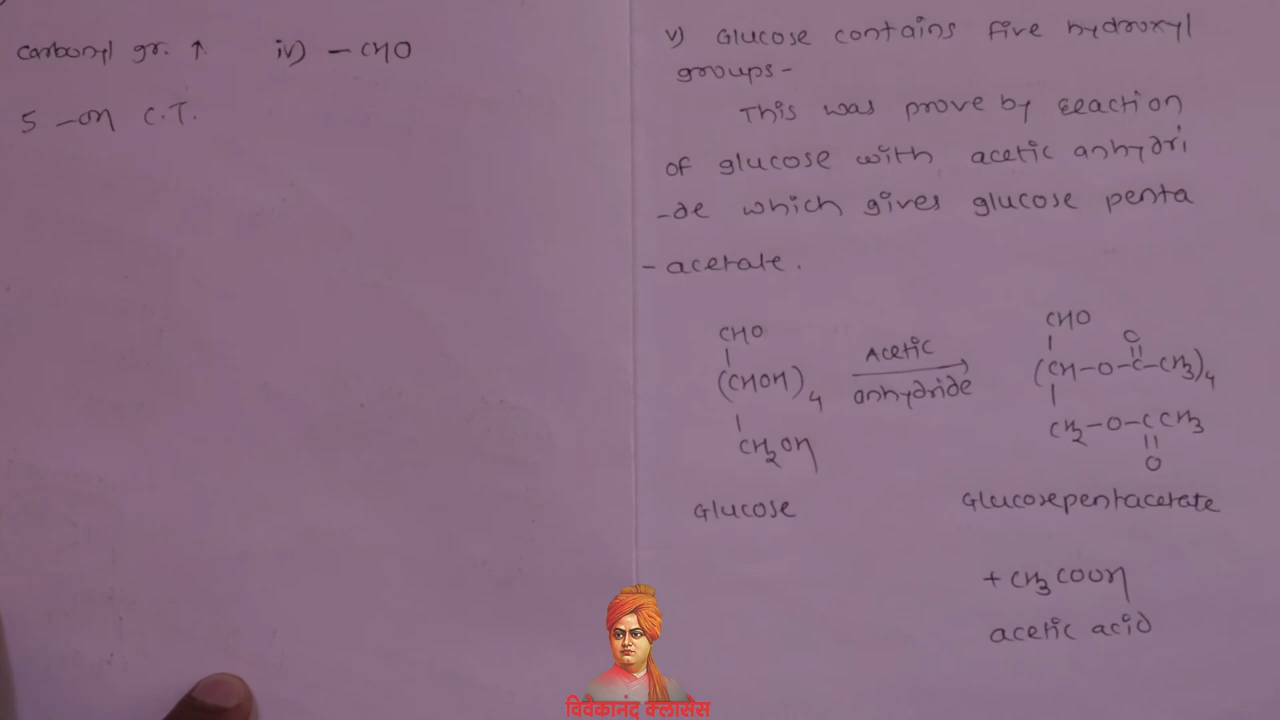 carbonyl gr. ↑ iv) – CHO
5 –OH C.T.
v) Glucose contains five hydroxyl
groups –
This was prove by reaction
of glucose with acetic anhydri
-de which gives glucose penta
- acetate.
CHO
|
(CHOH)4
|
CH2OH
Glucose
Acetic
anhydride
CHO
|
O
||
(CH–O–C–CH3)4
|
CH2–O–C CH3
||
O
Glucosepentacetate
+ CH3COOH
acetic acid
विवेकानंद क्लासेस